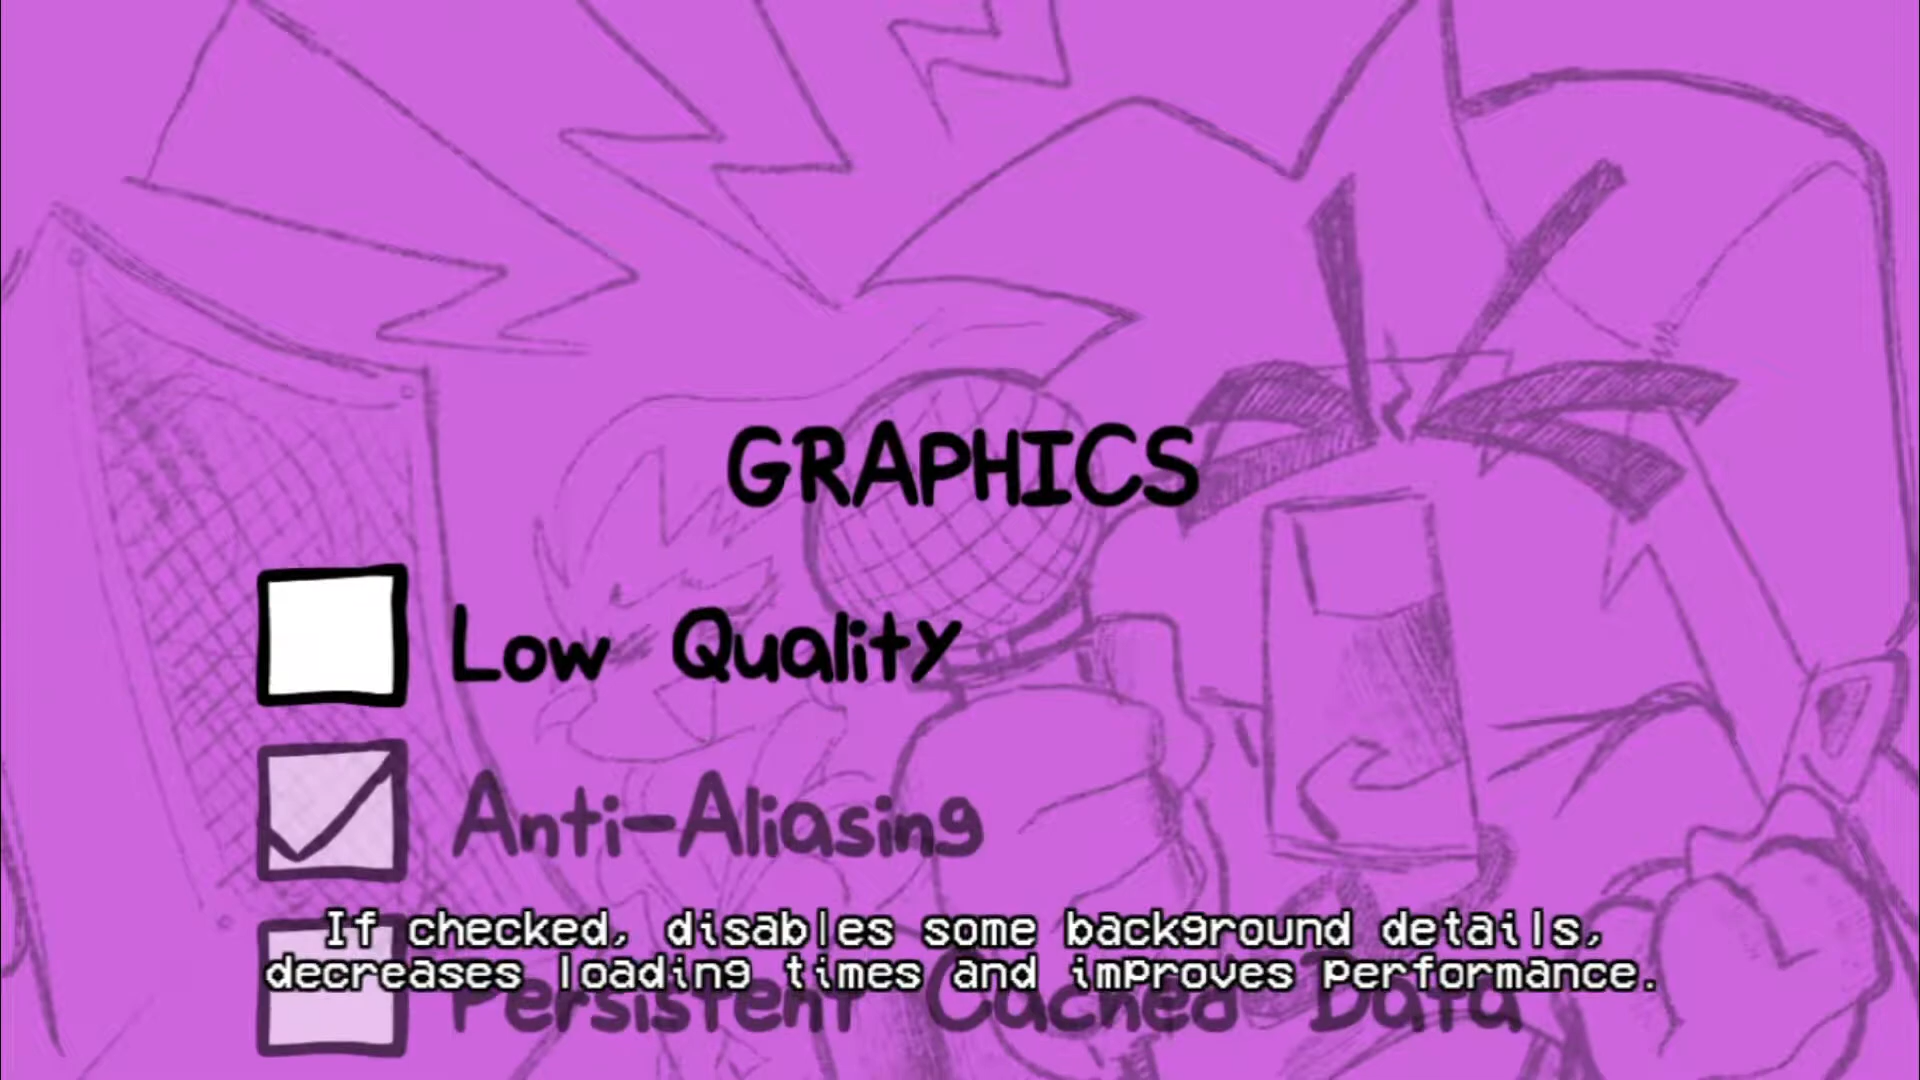 GRAPHICS
Low Quality
Anti-Aliasing
If checked, disables some background details,
decreases loading times and improves performance.
Persistent Cached Data